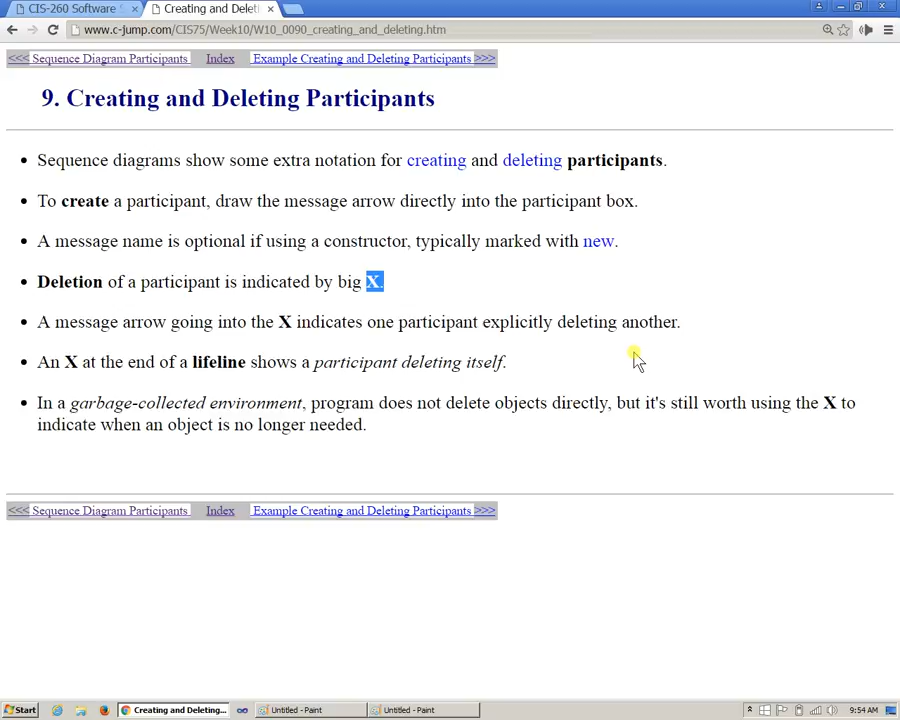 CIS-260 Software S
Creating and Deleti
www.c-jump.com/CIS75/Week10/W10_0090_creating_and_deleting.htm
<<< Sequence Diagram Participants Index Example Creating and Deleting Participants >>>
9. Creating and Deleting Participants
• Sequence diagrams show some extra notation for creating and deleting participants.
• To create a participant, draw the message arrow directly into the participant box.
• A message name is optional if using a constructor, typically marked with new.
• Deletion of a participant is indicated by big X.
• A message arrow going into the X indicates one participant explicitly deleting another.
• An X at the end of a lifeline shows a participant deleting itself.
• In a garbage-collected environment, program does not delete objects directly, but it's still worth using the X to
indicate when an object is no longer needed.
<<< Sequence Diagram Participants Index Example Creating and Deleting Participants >>>
Start Creating and Deleting... Untitled - Paint Untitled - Paint 9:54 AM